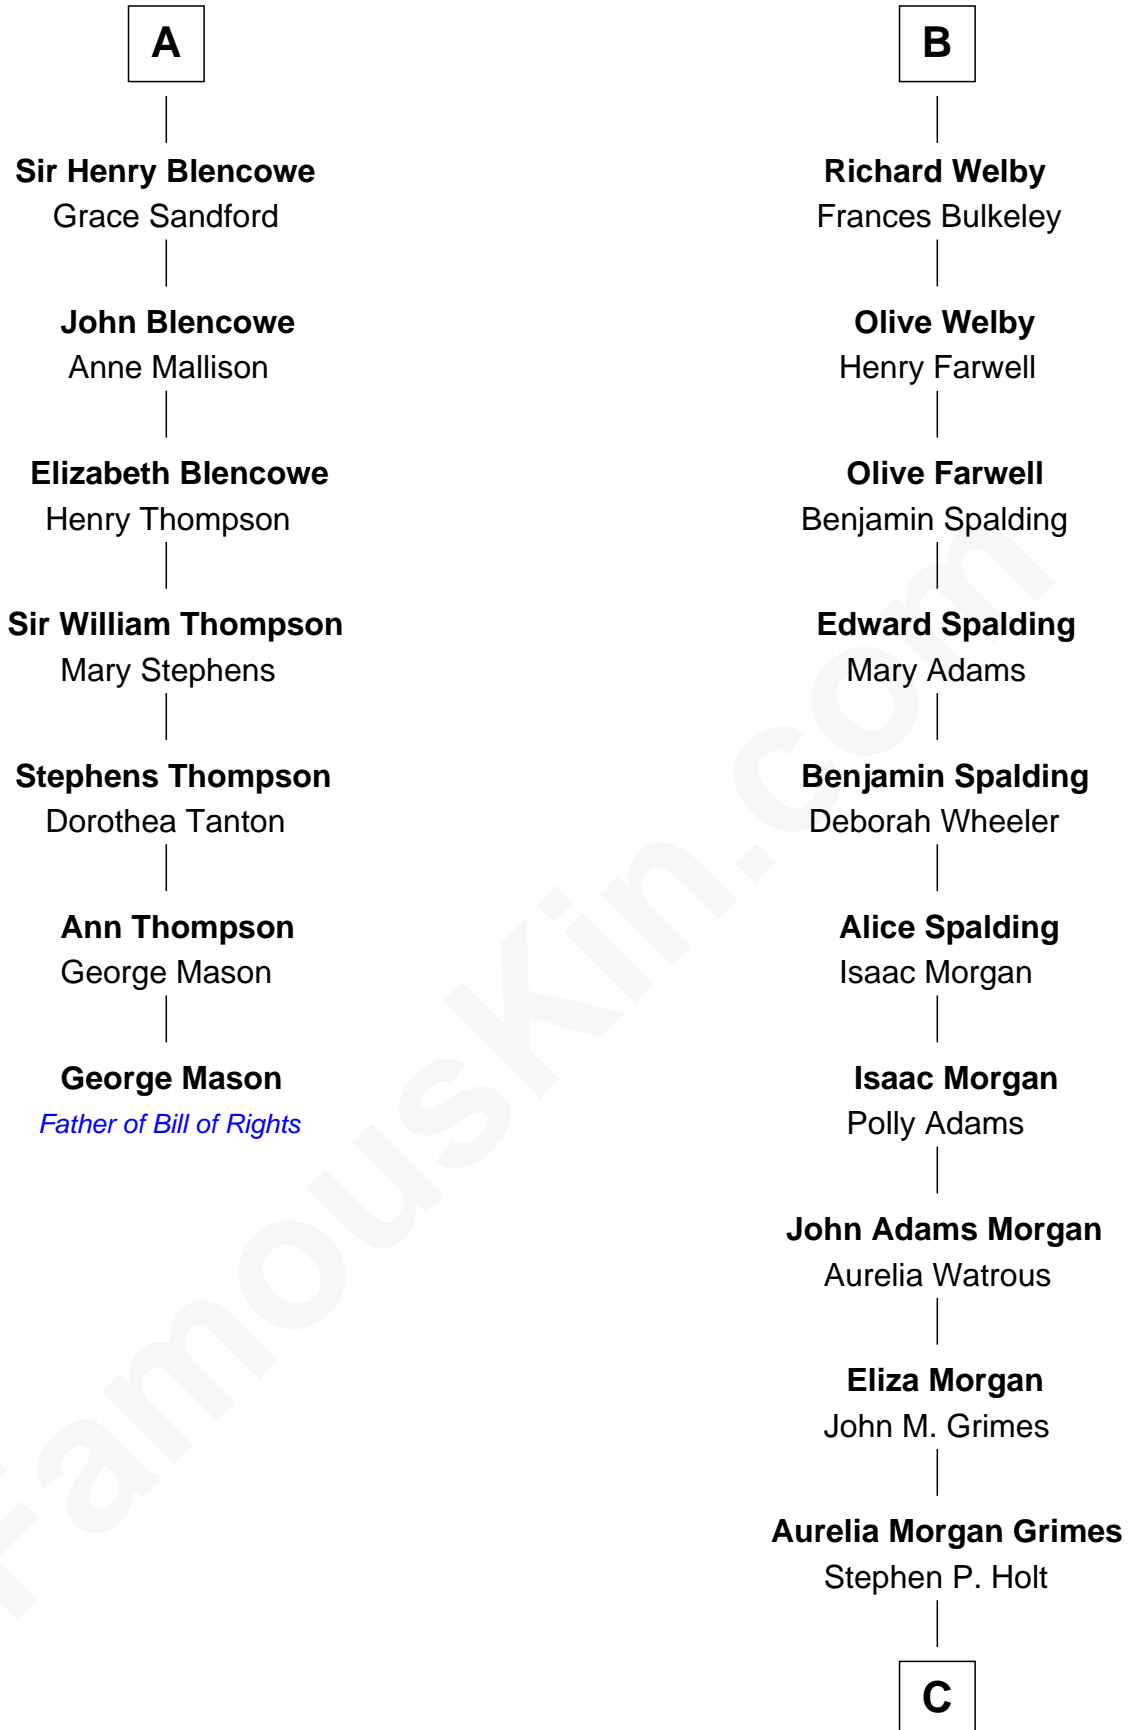 A
Sir Henry Blencowe
Grace Sandford
John Blencowe
Anne Mallison
Elizabeth Blencowe
Henry Thompson
Sir William Thompson
Mary Stephens
Stephens Thompson
Dorothea Tanton
Ann Thompson
George Mason
George Mason
Father of Bill of Rights
B
Richard Welby
Frances Bulkeley
Olive Welby
Henry Farwell
Olive Farwell
Benjamin Spalding
Edward Spalding
Mary Adams
Benjamin Spalding
Deborah Wheeler
Alice Spalding
Isaac Morgan
Isaac Morgan
Polly Adams
John Adams Morgan
Aurelia Watrous
Eliza Morgan
John M. Grimes
Aurelia Morgan Grimes
Stephen P. Holt
C
FamousKin.com